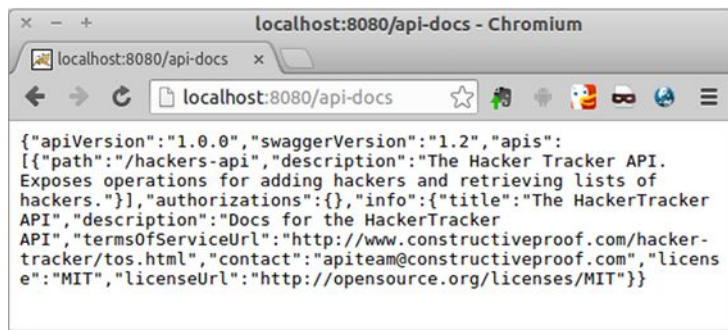 localhost:8080/api-docs - Chromium
localhost:8080/api-docs
localhost:8080/api-docs
{"apiVersion":"1.0.0","swaggerVersion":"1.2","apis":
[{"path":"/hackers-api","description":"The Hacker Tracker API.
Exposes operations for adding hackers and retrieving lists of
hackers."}],"authorizations":{},"info":{"title":"The HackerTracker
API","description":"Docs for the HackerTracker
API","termsOfServiceUrl":"http://www.constructiveproof.com/hacker-
tracker/tos.html","contact":"apiteam@constructiveproof.com","licens
e":"MIT","licenseUrl":"http://opensource.org/licenses/MIT"}}